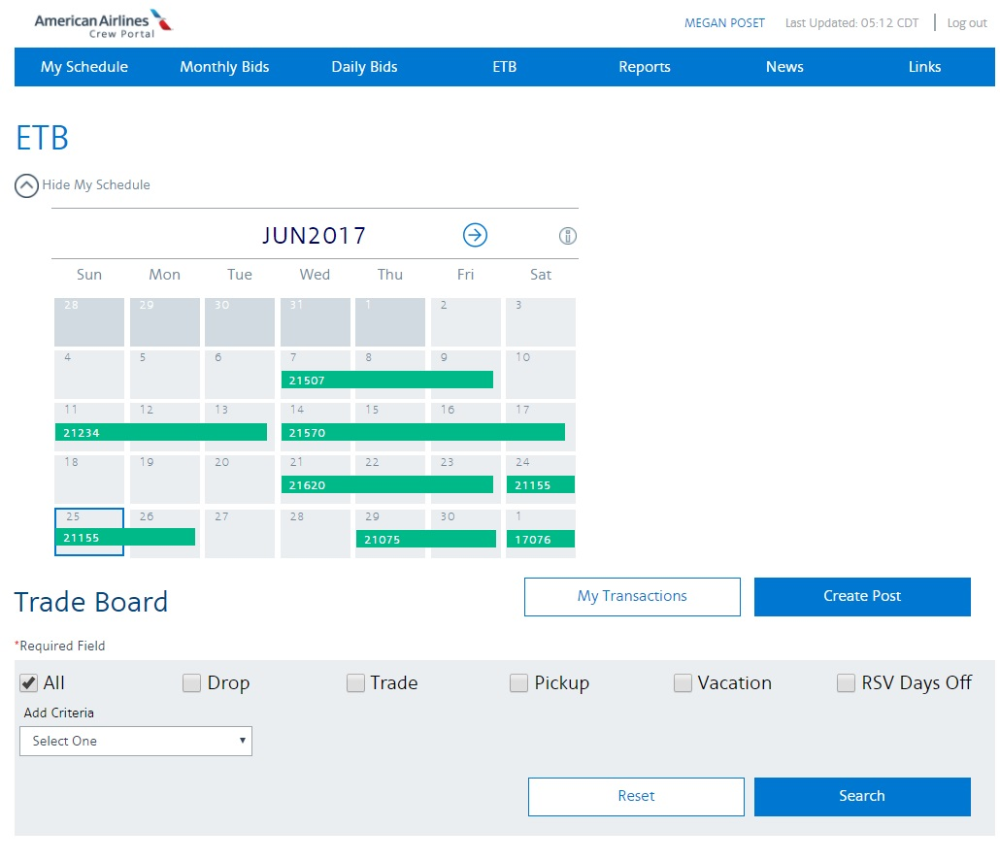 American Airlines
Crew Portal
MEGAN POSET Last Updated: 05:12 CDT Log out
My Schedule Monthly Bids Daily Bids ETB Reports News Links
ETB
Hide My Schedule
JUN2017
Sun Mon Tue Wed Thu Fri Sat
28 29 30 31 1 2 3
4 5 6 7 8 9 10
21507
11 12 13 14 15 16 17
21234 21570
18 19 20 21 22 23 24
21620 21155
25 26 27 28 29 30 1
21155 21075 17076
Trade Board
My Transactions Create Post
*Required Field
All Drop Trade Pickup Vacation RSV Days Off
Add Criteria
Select One
Reset Search